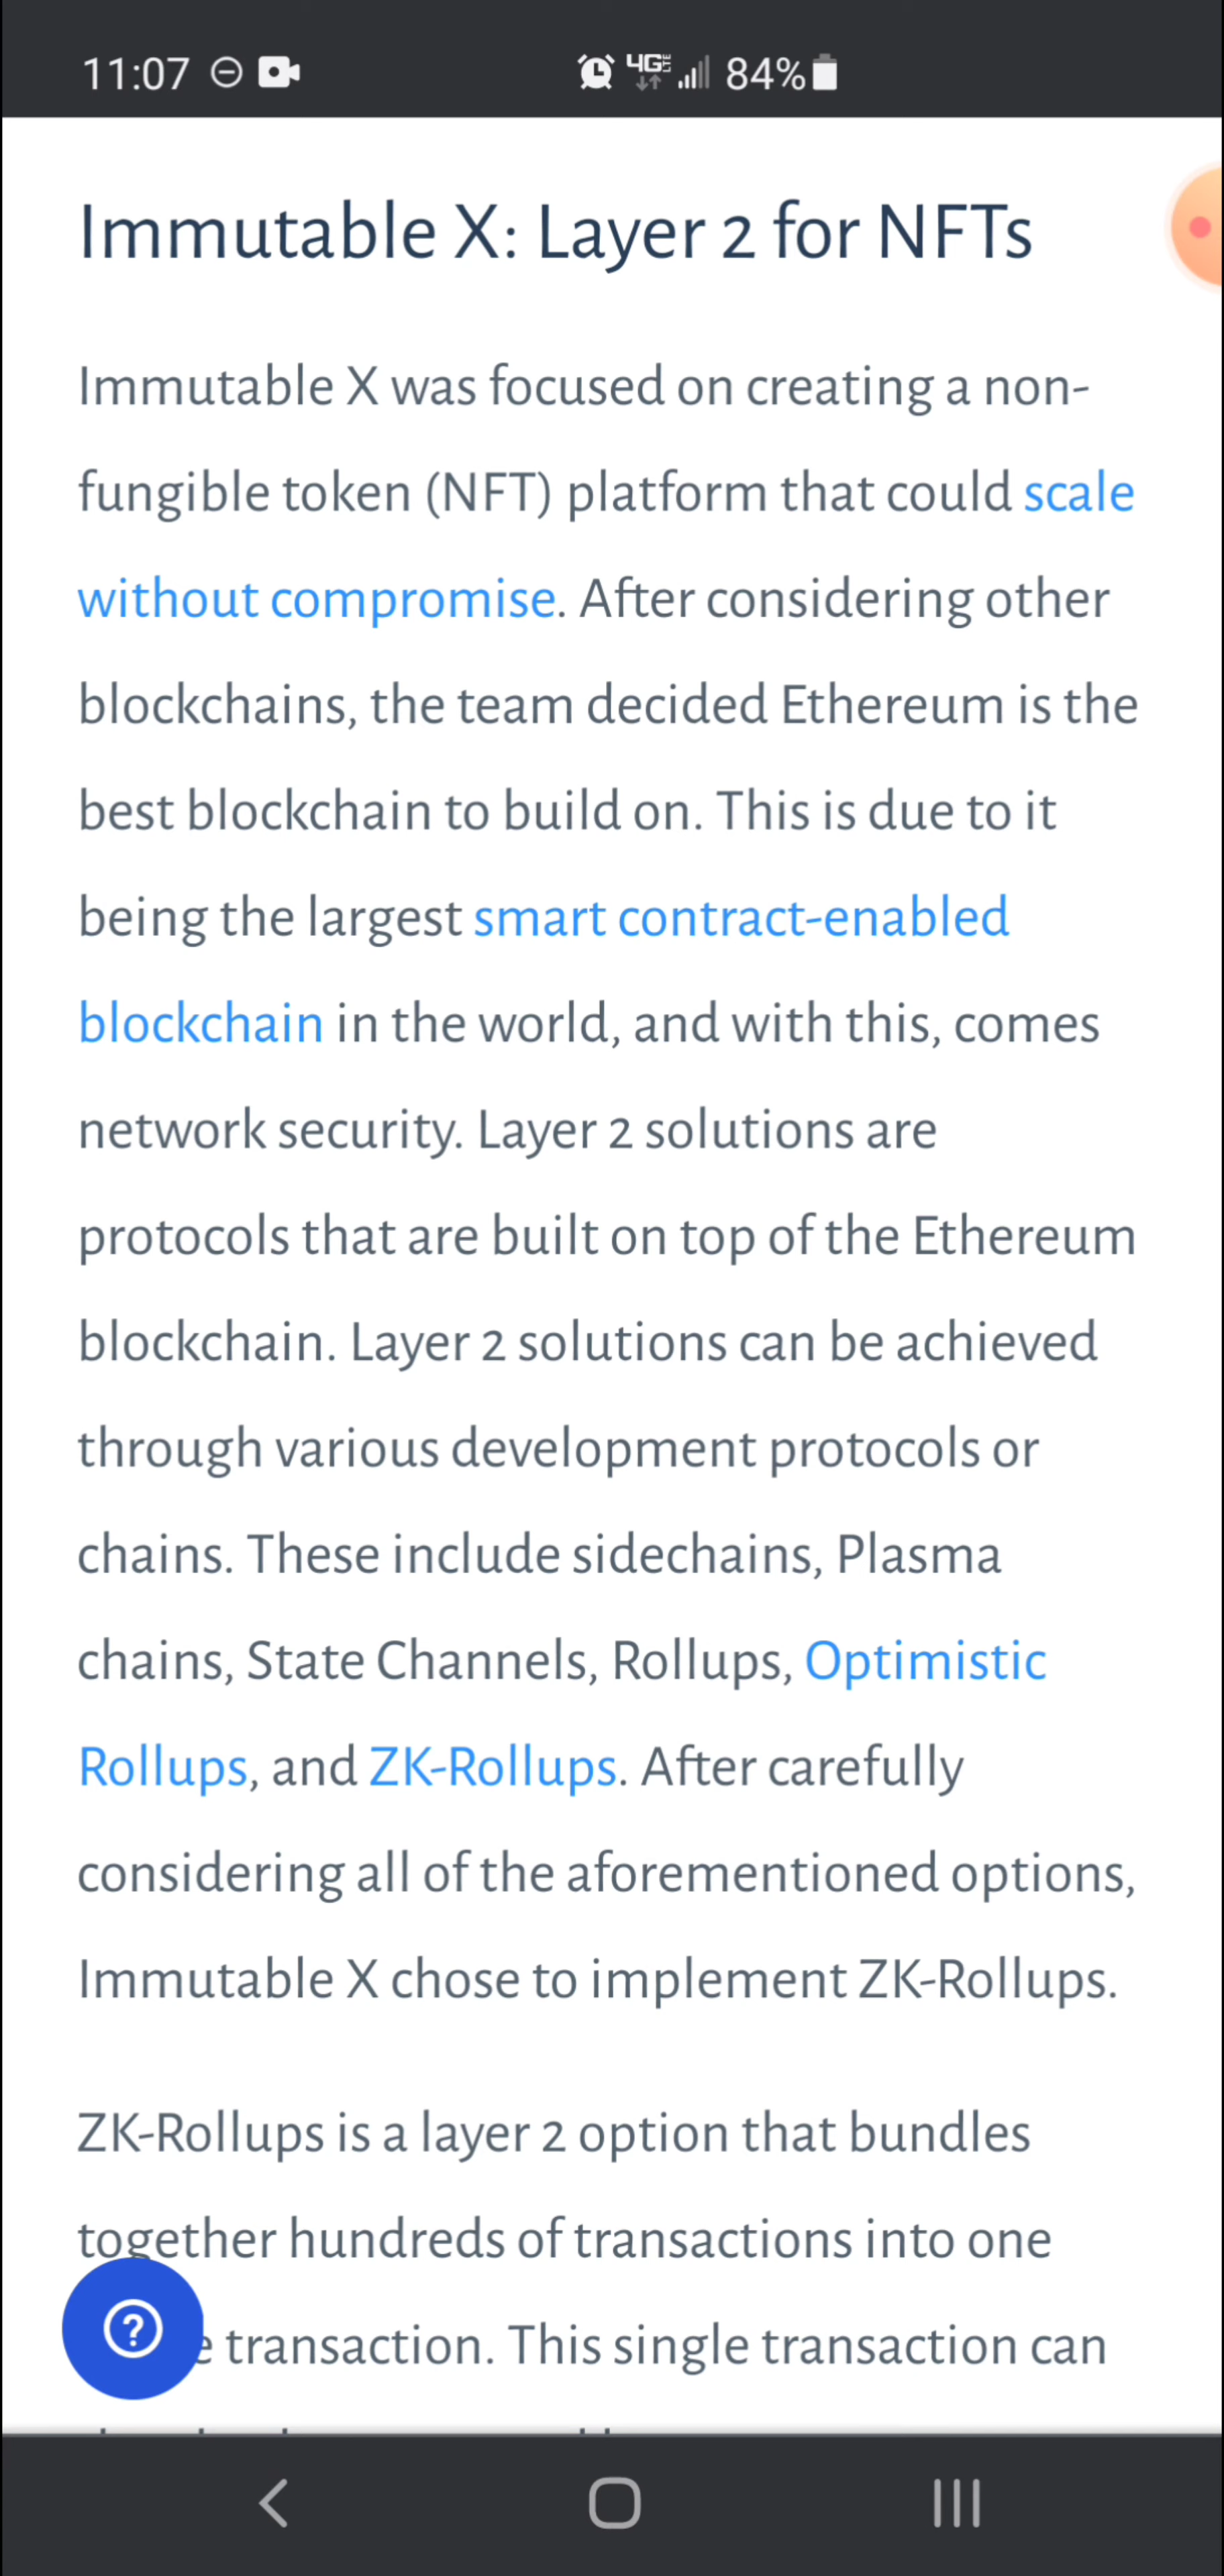 11:07 4G LTE 84%
Immutable X: Layer 2 for NFTs
Immutable X was focused on creating a non-
fungible token (NFT) platform that could scale
without compromise. After considering other
blockchains, the team decided Ethereum is the
best blockchain to build on. This is due to it
being the largest smart contract-enabled
blockchain in the world, and with this, comes
network security. Layer 2 solutions are
protocols that are built on top of the Ethereum
blockchain. Layer 2 solutions can be achieved
through various development protocols or
chains. These include sidechains, Plasma
chains, State Channels, Rollups, Optimistic
Rollups, and ZK-Rollups. After carefully
considering all of the aforementioned options,
Immutable X chose to implement ZK-Rollups.
ZK-Rollups is a layer 2 option that bundles
together hundreds of transactions into one
transaction. This single transaction can